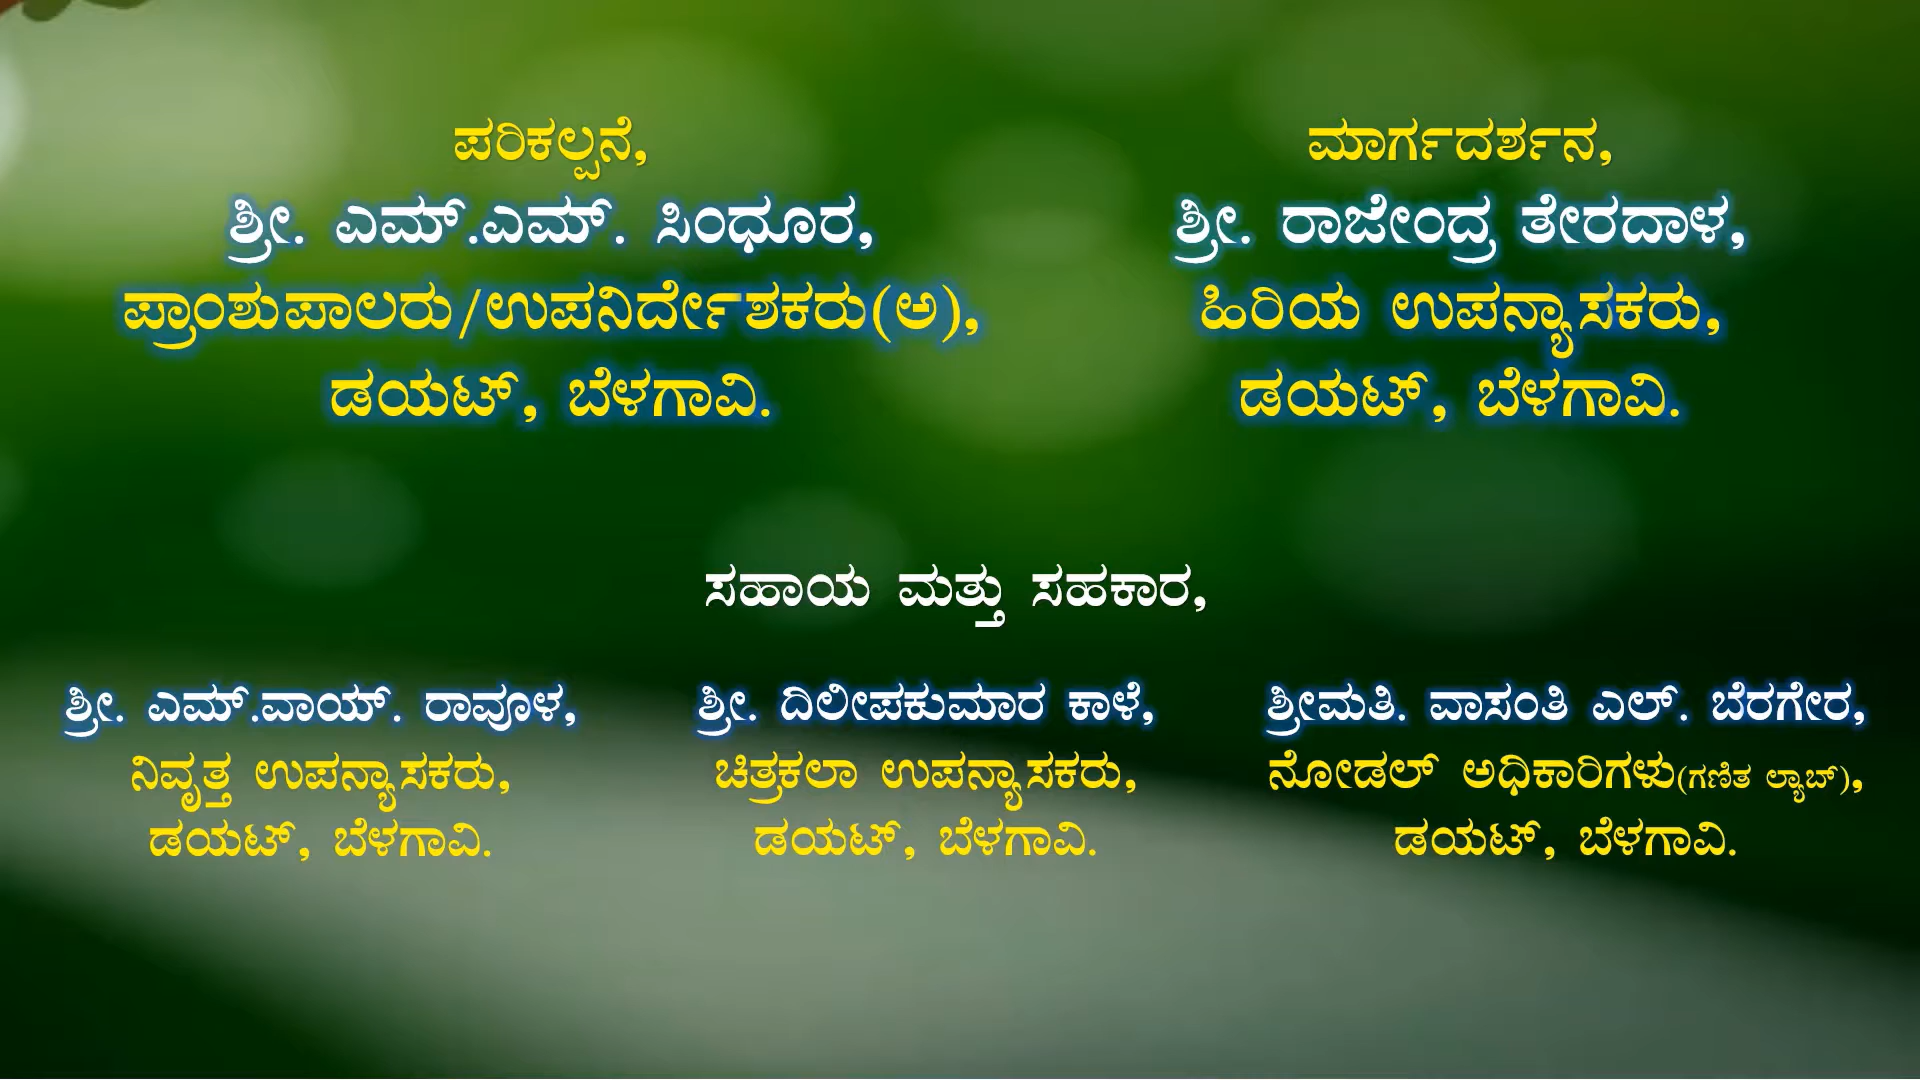 ಪರಿಕಲ್ಪನೆ,
ಶ್ರೀ. ಎಮ್.ಎಮ್. ಸಿಂಧೂರ,
ಪ್ರಾಂಶುಪಾಲರು/ಉಪನಿರ್ದೇಶಕರು(ಅ),
ಡಯಟ್, ಬೆಳಗಾವಿ.
ಮಾರ್ಗದರ್ಶನ,
ಶ್ರೀ. ರಾಜೇಂದ್ರ ತೇರದಾಳ,
ಹಿರಿಯ ಉಪನ್ಯಾಸಕರು,
ಡಯಟ್, ಬೆಳಗಾವಿ.
ಸಹಾಯ ಮತ್ತು ಸಹಕಾರ,
ಶ್ರೀ. ಎಮ್.ವಾಯ್. ರಾವೂಳ,
ನಿವೃತ್ತ ಉಪನ್ಯಾಸಕರು,
ಡಯಟ್, ಬೆಳಗಾವಿ.
ಶ್ರೀ. ದಿಲೀಪಕುಮಾರ ಕಾಳೆ,
ಚಿತ್ರಕಲಾ ಉಪನ್ಯಾಸಕರು,
ಡಯಟ್, ಬೆಳಗಾವಿ.
ಶ್ರೀಮತಿ. ವಾಸಂತಿ ಎಲ್. ಬೆರಗೇರ,
ನೋಡಲ್ ಅಧಿಕಾರಿಗಳು(ಗಣಿತ ಲ್ಯಾಬ್),
ಡಯಟ್, ಬೆಳಗಾವಿ.